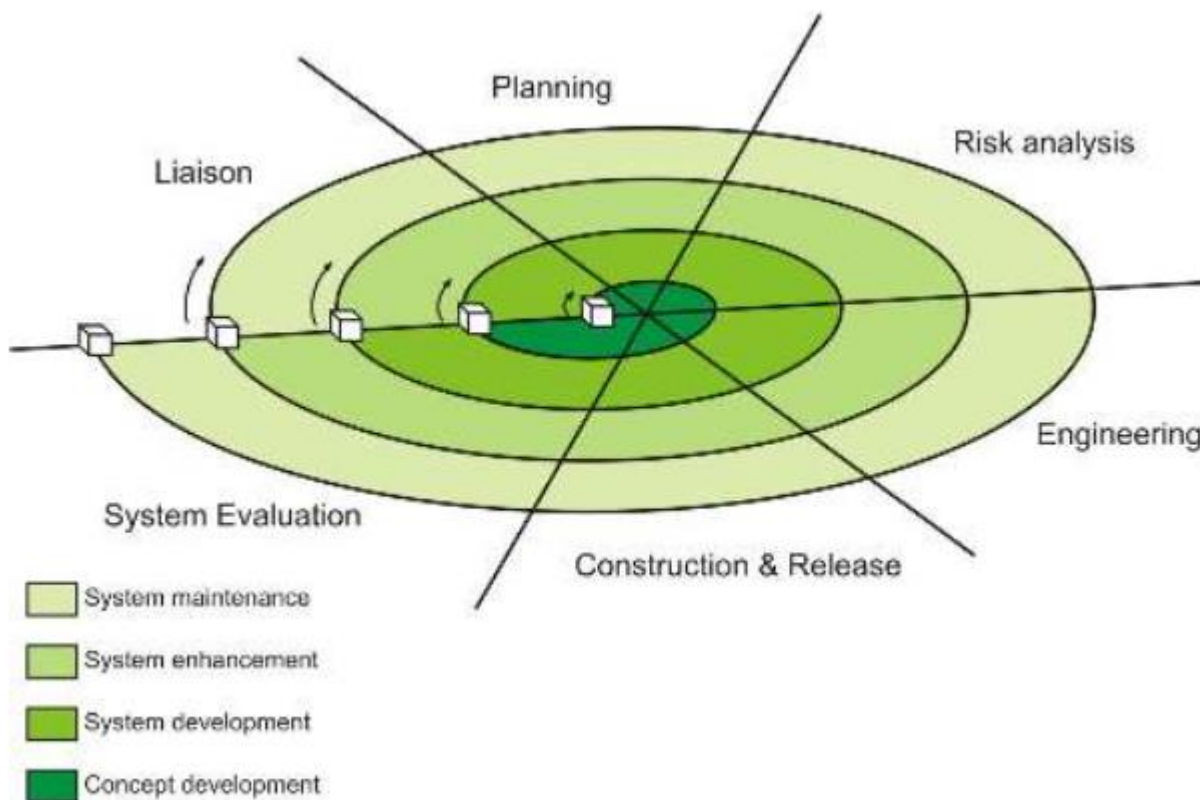 Planning
Risk analysis
Liaison
Engineering
System Evaluation
Construction & Release
System maintenance
System enhancement
System development
Concept development